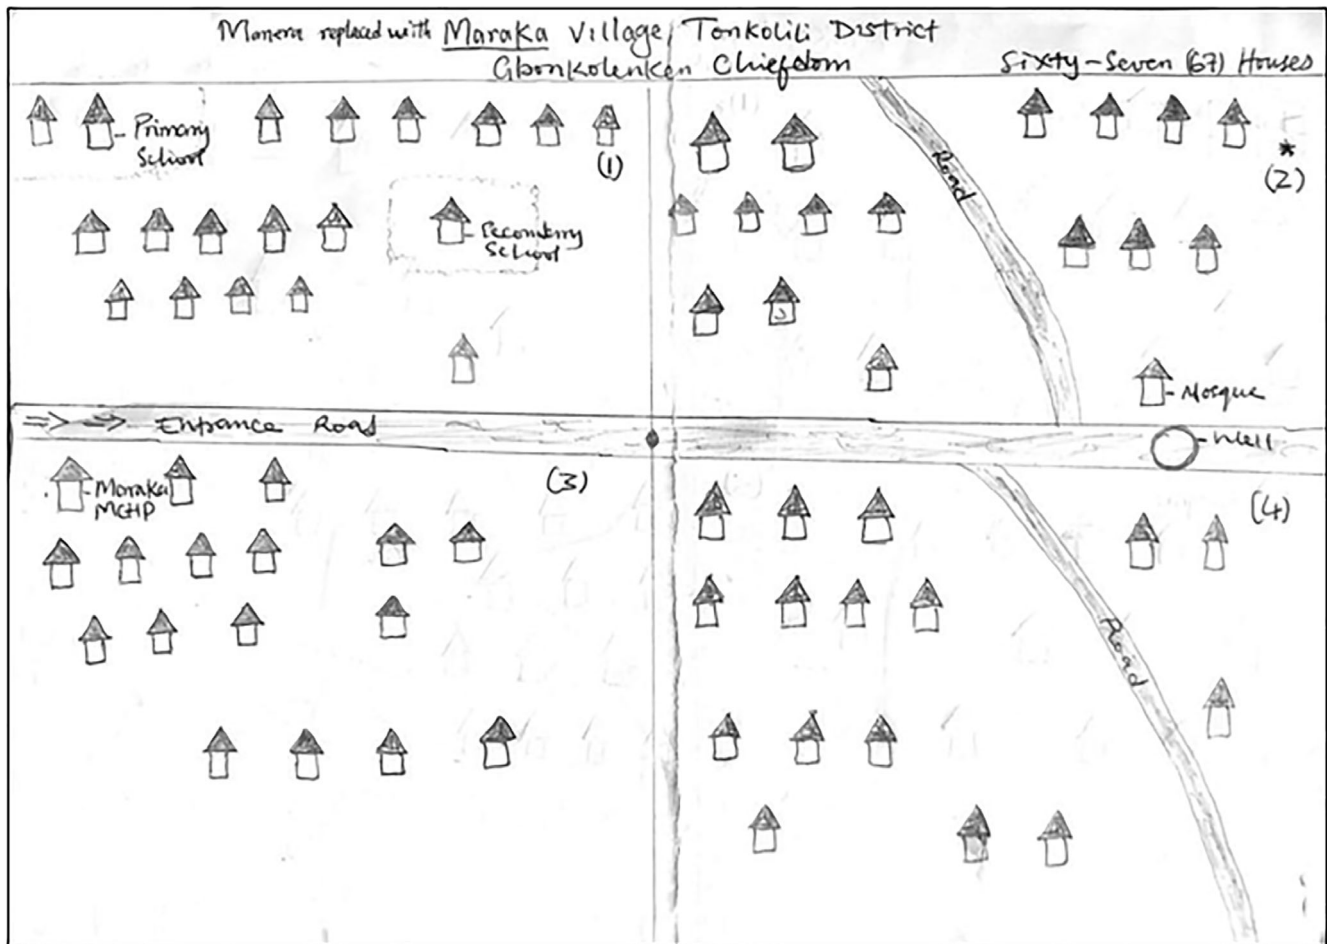 Manera replaced with Maraka Village, Tonkolili District
Gbonkolenken Chiefdom
Sixty-Seven (67) Houses
Primary
School
(1)
Road
*
(2)
Secondary
School
Mosque
Entrance Road
Well
Maraka
MCHP
(3)
(4)
Road